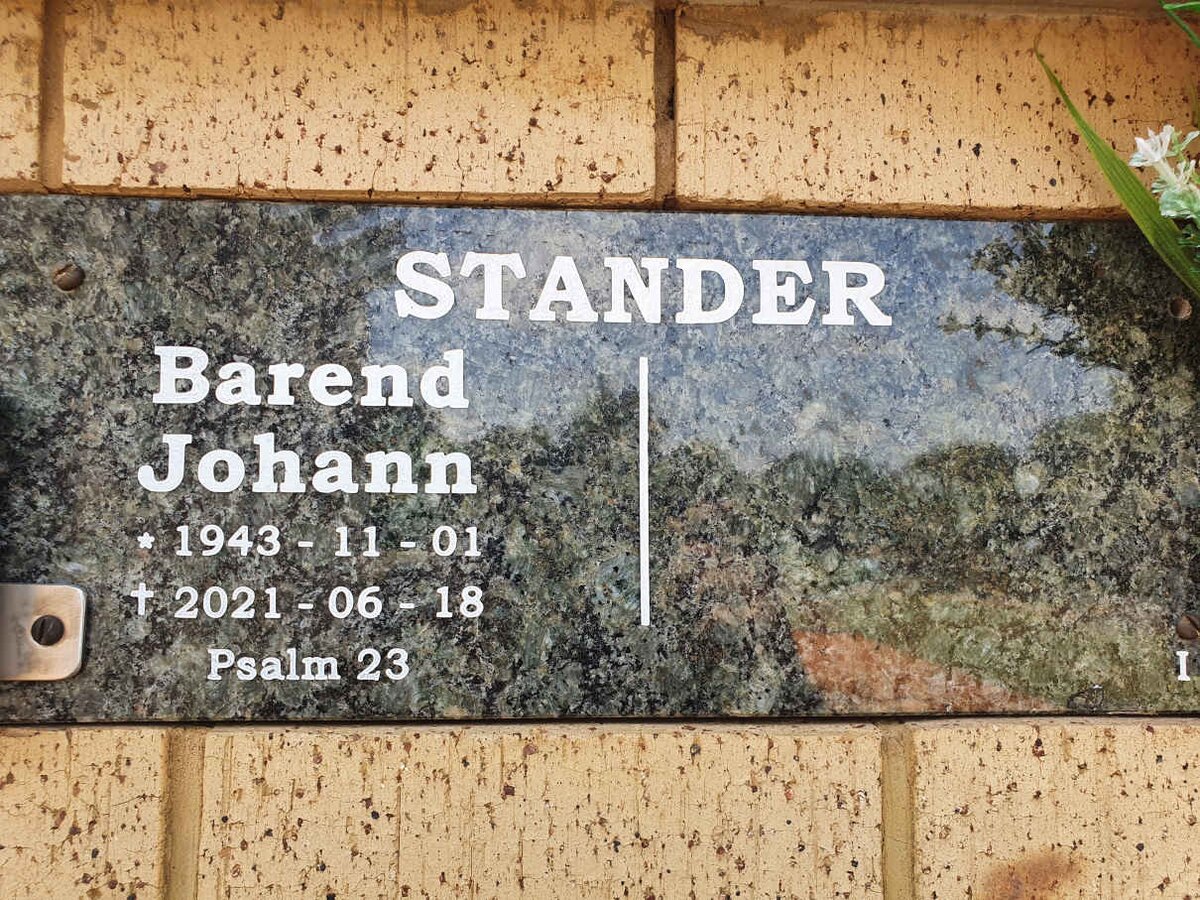 STANDER
Barend
Johann
* 1943 - 11 - 01
† 2021 - 06 - 18
Psalm 23
I